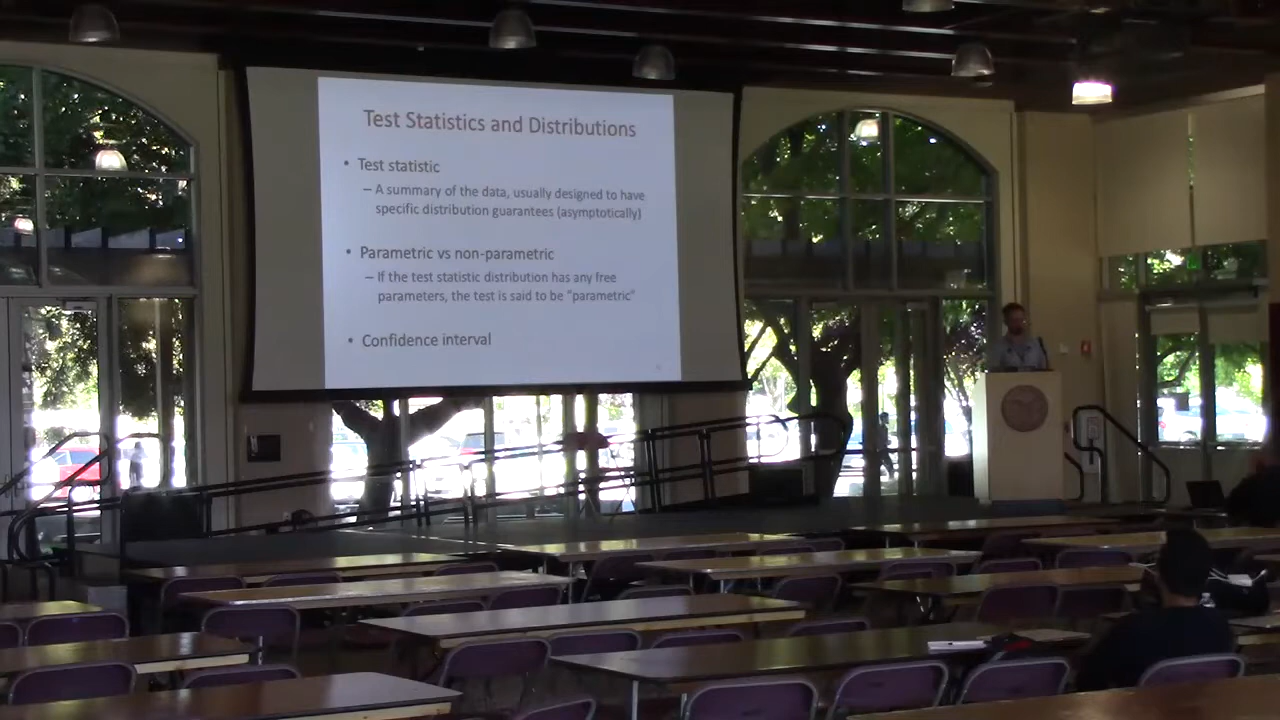 Test Statistics and Distributions
• Test statistic
– A summary of the data, usually designed to have
specific distribution guarantees (asymptotically)
• Parametric vs non-parametric
– If the test statistic distribution has any free
parameters, the test is said to be "parametric"
• Confidence interval